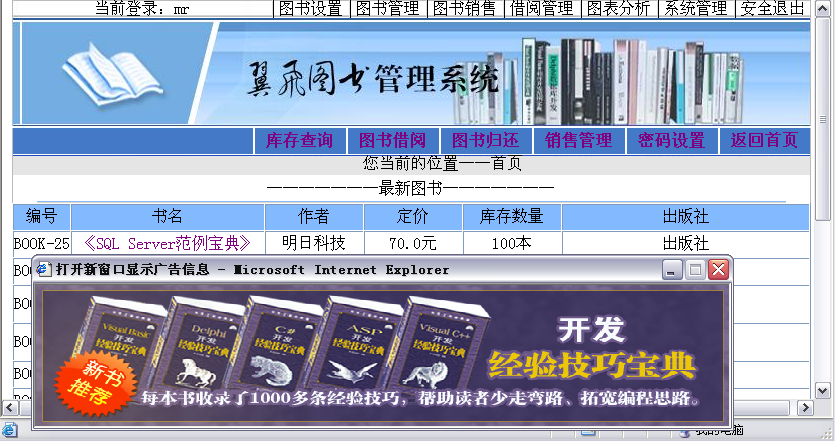 当前登录：mr
图书设置 图书管理 图书销售 借阅管理 图表分析 系统管理 安全退出
翼飞图书管理系统
库存查询 图书借阅 图书归还 销售管理 密码设置 返回首页
您当前的位置——首页
———————最新图书———————
编号 书名 作者 定价 库存数量 出版社
BOOK-25 《SQL Server范例宝典》 明日科技 70.0元 100本 出版社
打开新窗口显示广告信息 - Microsoft Internet Explorer
Visual Basic 开发 经验技巧宝典
Delphi 开发 经验技巧宝典
C# 开发 经验技巧宝典
ASP 开发 经验技巧宝典
Visual C++ 开发 经验技巧宝典
开发
经验技巧宝典
新书
推荐
每本书收录了1000多条经验技巧，帮助读者少走弯路、拓宽编程思路。
我的电脑